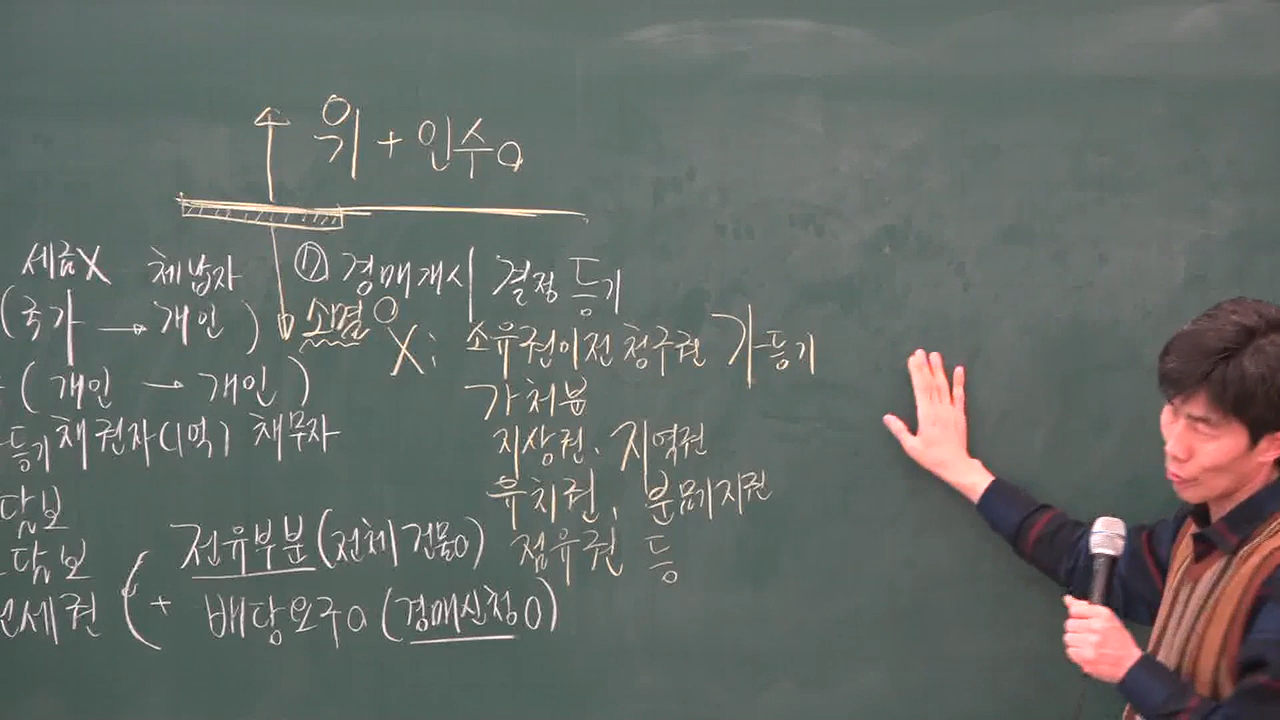 위 + 인수O
세금X 체납자
(국가 → 개인)
(개인 → 개인)
등기 채권자(1억) 채무자
담보
담보
전세권
전유부분(전체 건물O)
+ 배당요구O (경매신청O)
⑰ 경매개시 결정 등기
소멸O
X: 소유권이전청구권 가등기
가처분
지상권, 지역권
유치권, 분묘기지권
점유권 등